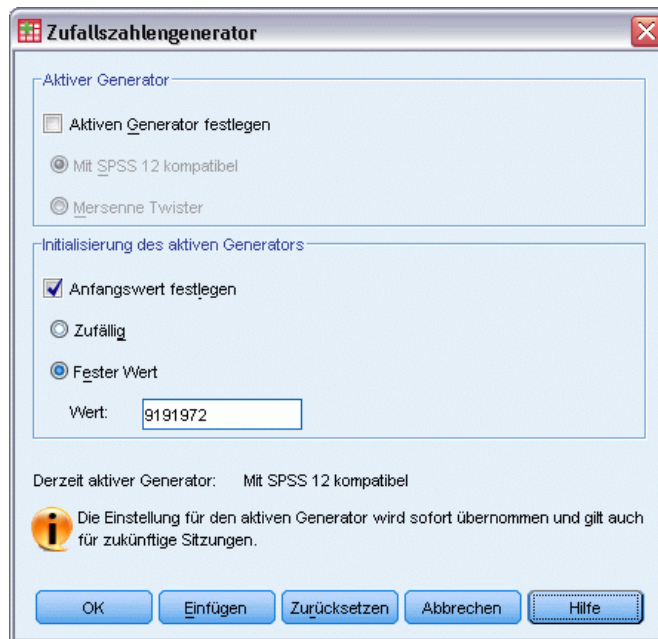 Zufallszahlengenerator
Aktiver Generator
Aktiven Generator festlegen
Mit SPSS 12 kompatibel
Mersenne Twister
Initialisierung des aktiven Generators
Anfangswert festlegen
Zufällig
Fester Wert
Wert: 9191972
Derzeit aktiver Generator: Mit SPSS 12 kompatibel
Die Einstellung für den aktiven Generator wird sofort übernommen und gilt auch
für zukünftige Sitzungen.
OK Einfügen Zurücksetzen Abbrechen Hilfe